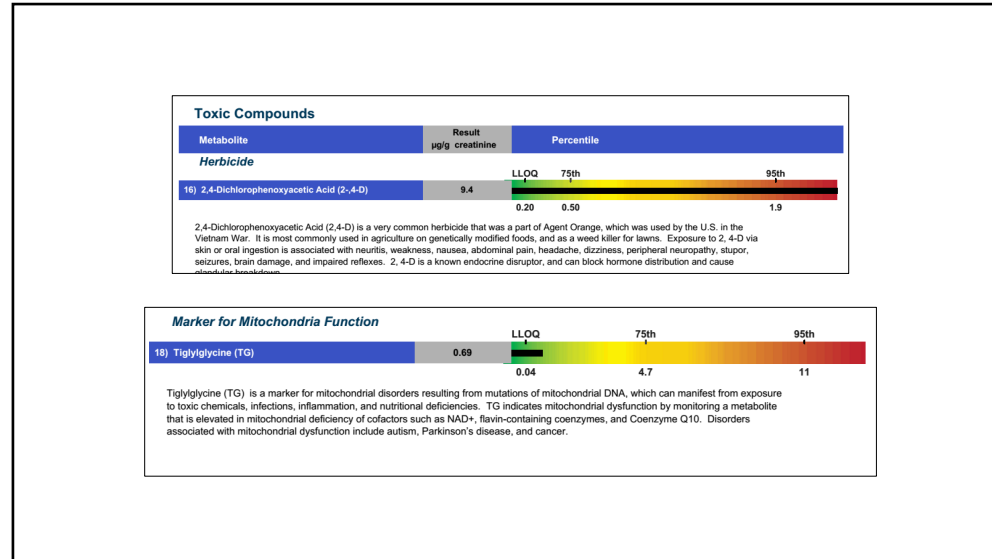 Toxic Compounds
Metabolite
Result
µg/g creatinine
Percentile
Herbicide
LLOQ 75th 95th
16) 2,4-Dichlorophenoxyacetic Acid (2-,4-D) 9.4
0.20 0.50 1.9
2,4-Dichlorophenoxyacetic Acid (2,4-D) is a very common herbicide that was a part of Agent Orange, which was used by the U.S. in the
Vietnam War. It is most commonly used in agriculture on genetically modified foods, and as a weed killer for lawns. Exposure to 2, 4-D via
skin or oral ingestion is associated with neuritis, weakness, nausea, abdominal pain, headache, dizziness, peripheral neuropathy, stupor,
seizures, brain damage, and impaired reflexes. 2, 4-D is a known endocrine disruptor, and can block hormone distribution and cause
glandular breakdown
Marker for Mitochondria Function
LLOQ 75th 95th
18) Tiglylglycine (TG) 0.69
0.04 4.7 11
Tiglylglycine (TG) is a marker for mitochondrial disorders resulting from mutations of mitochondrial DNA, which can manifest from exposure
to toxic chemicals, infections, inflammation, and nutritional deficiencies. TG indicates mitochondrial dysfunction by monitoring a metabolite
that is elevated in mitochondrial deficiency of cofactors such as NAD+, flavin-containing coenzymes, and Coenzyme Q10. Disorders
associated with mitochondrial dysfunction include autism, Parkinson's disease, and cancer.